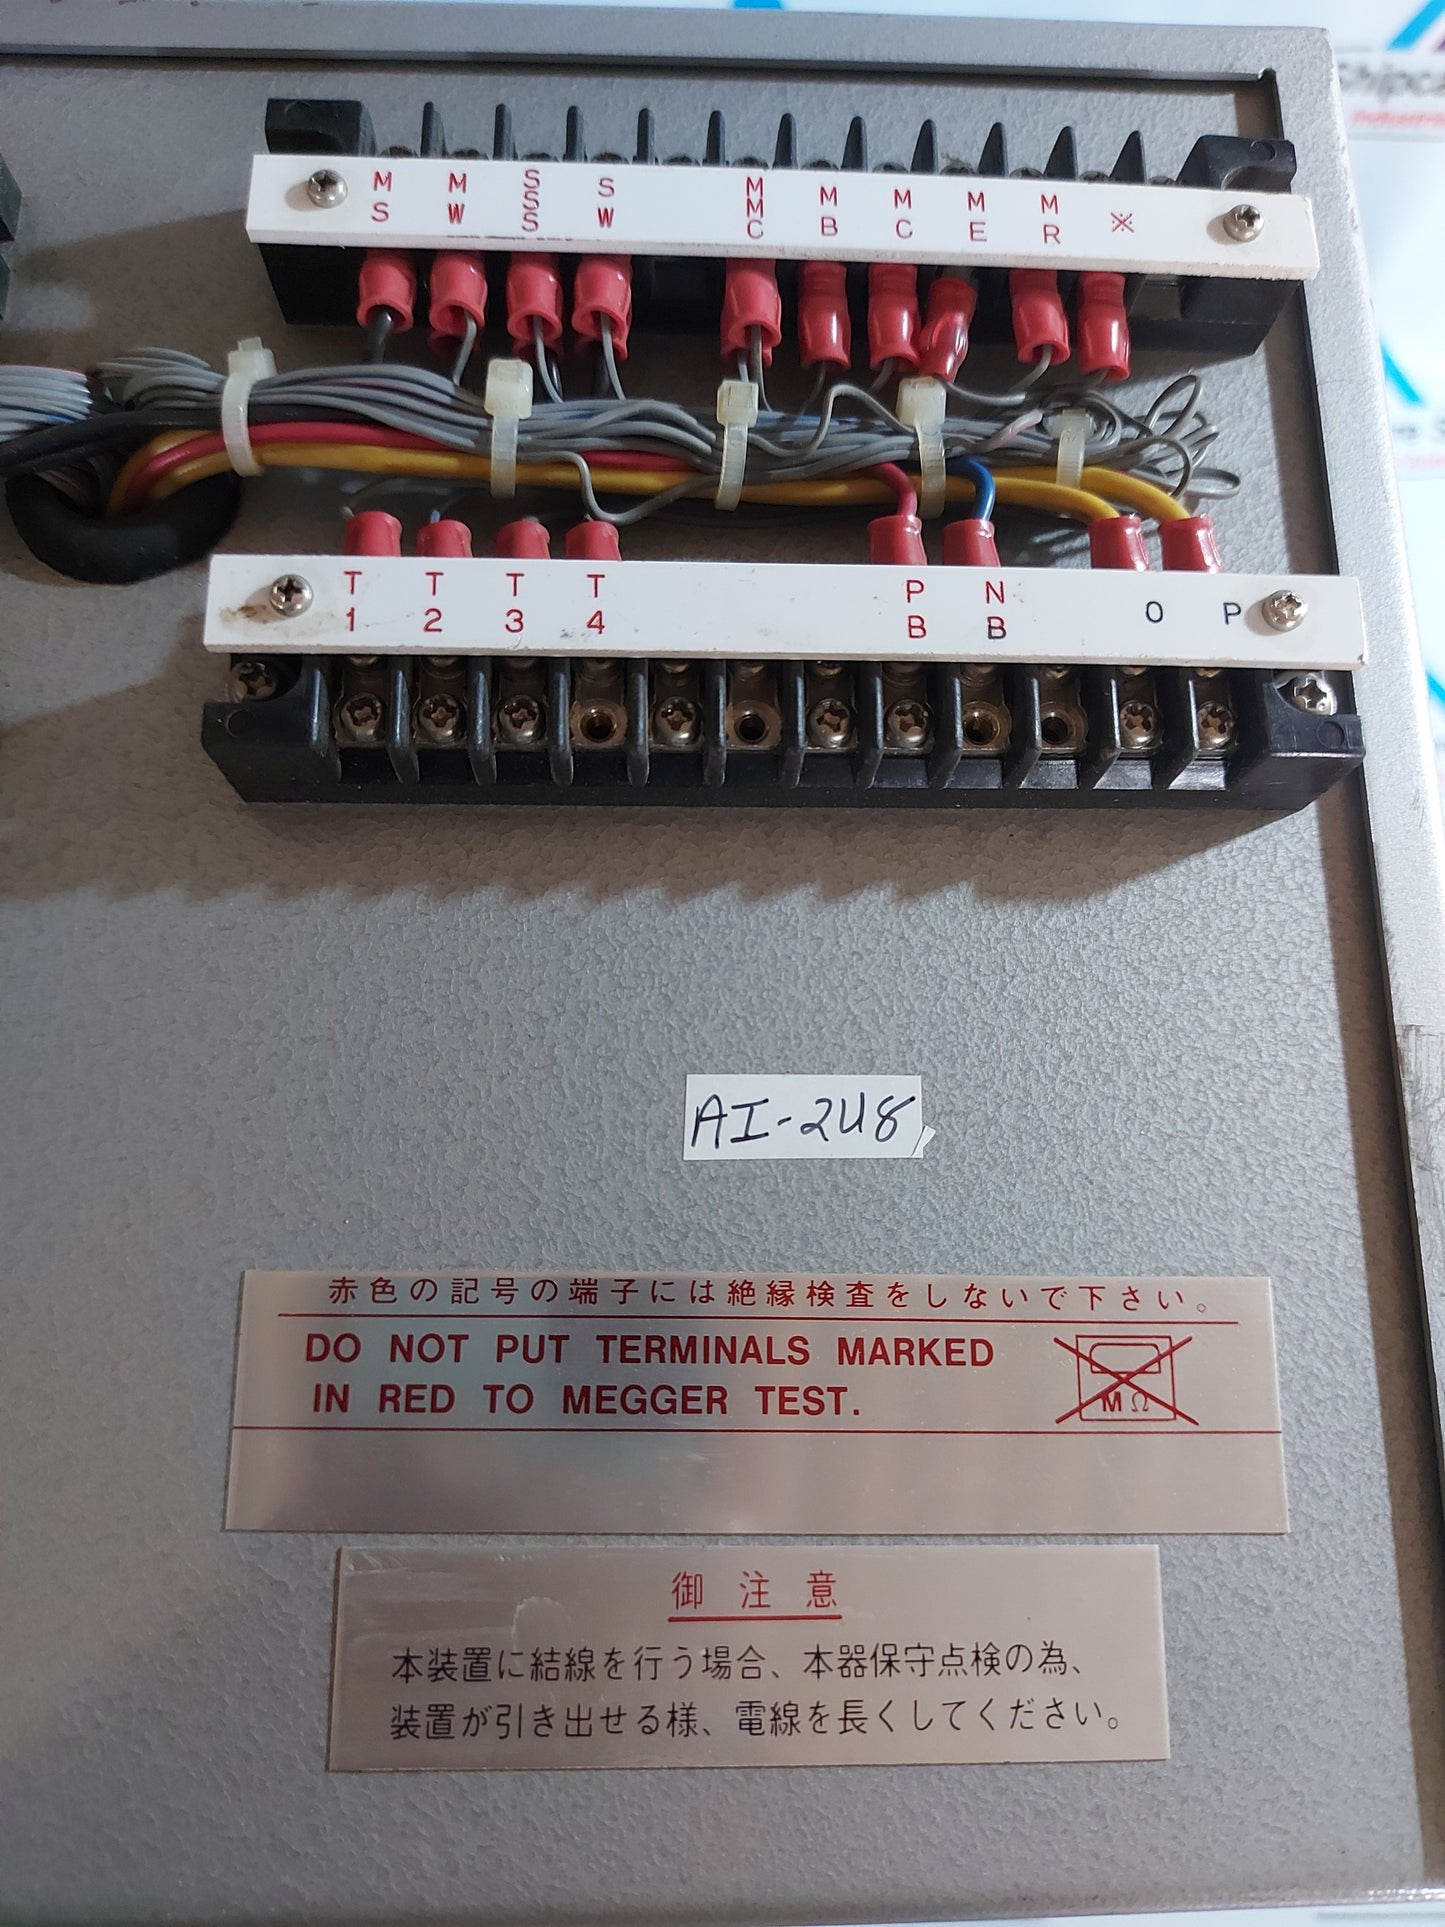 M M S S M M M M M ※
S W S W M B C E R
S C
T T T T P N O P
1 2 3 4 B B
AI-2U8
赤色の記号の端子には絶縁検査をしないで下さい。
DO NOT PUT TERMINALS MARKED
IN RED TO MEGGER TEST.
MΩ
御注意
本装置に結線を行う場合、本器保守点検の為、
装置が引き出せる様、電線を長くしてください。